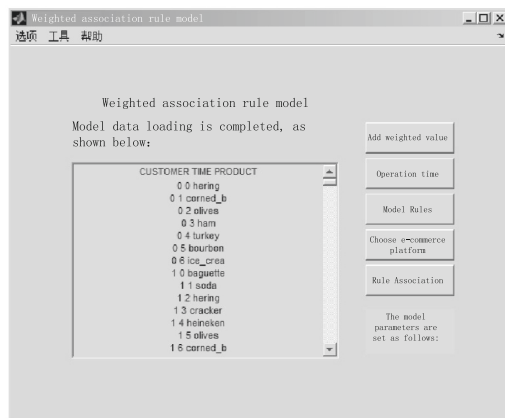 Weighted association rule model
选项 工具 帮助
Weighted association rule model
Model data loading is completed, as
shown below:
CUSTOMER TIME PRODUCT
0 0 hering
0 1 corned_b
0 2 olives
0 3 ham
0 4 turkey
0 5 bourbon
0 6 ice_crea
1 0 baguette
1 1 soda
1 2 hering
1 3 cracker
1 4 heineken
1 5 olives
1 6 corned_b
Add weighted value
Operation time
Model Rules
Choose e-commerce
platform
Rule Association
The model
parameters are
set as follows: